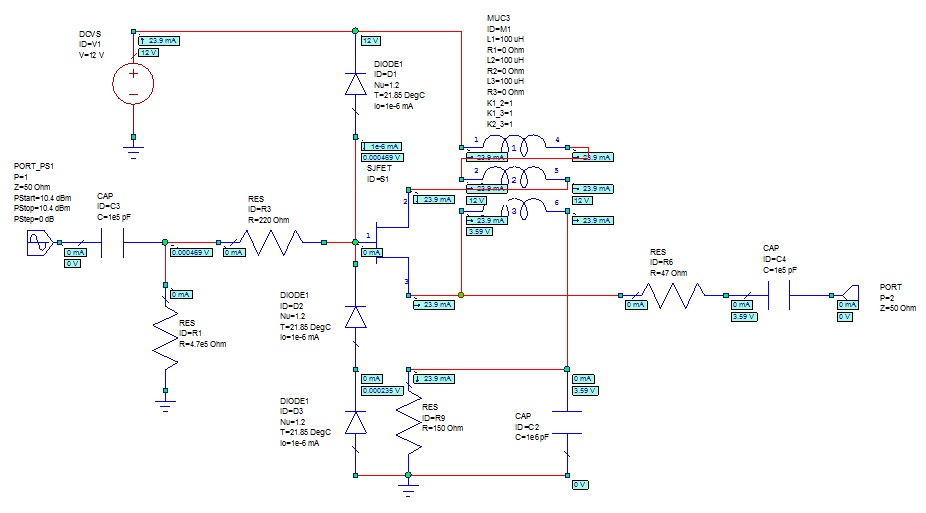 DCVS
ID=V1
V=12 V
23.9 mA
12 V
12 V
DIODE1
ID=D1
Nu=1.2
T=21.85 DegC
Io=1e-6 mA
MUC3
ID=M1
L1=100 uH
R1=0 Ohm
L2=100 uH
R2=0 Ohm
L3=100 uH
R3=0 Ohm
K1_2=1
K1_3=1
K2_3=1
1
1
4
23.9 mA
23.9 mA
2
2
5
23.9 mA
23.9 mA
12 V
12 V
3
6
23.9 mA
23.9 mA
3.59 V
1e-6 mA
0.000469 V
SJFET
ID=S1
1
2
3
23.9 mA
0 mA
23.9 mA
PORT_PS1
P=1
Z=50 Ohm
PStart=10.4 dBm
PStop=10.4 dBm
PStep=0 dB
0 mA
0 V
CAP
ID=C3
C=1e5 pF
0.000469 V
RES
ID=R3
R=220 Ohm
0 mA
0 mA
RES
ID=R1
R=4.7e5 Ohm
DIODE1
ID=D2
Nu=1.2
T=21.85 DegC
Io=1e-6 mA
0 mA
0.000235 V
DIODE1
ID=D3
Nu=1.2
T=21.85 DegC
Io=1e-6 mA
23.9 mA
RES
ID=R9
R=150 Ohm
0 mA
3.59 V
CAP
ID=C2
C=1e6 pF
0 V
RES
ID=R6
R=47 Ohm
0 mA
CAP
ID=C4
C=1e5 pF
0 mA
3.59 V
0 mA
0 V
PORT
P=2
Z=50 Ohm